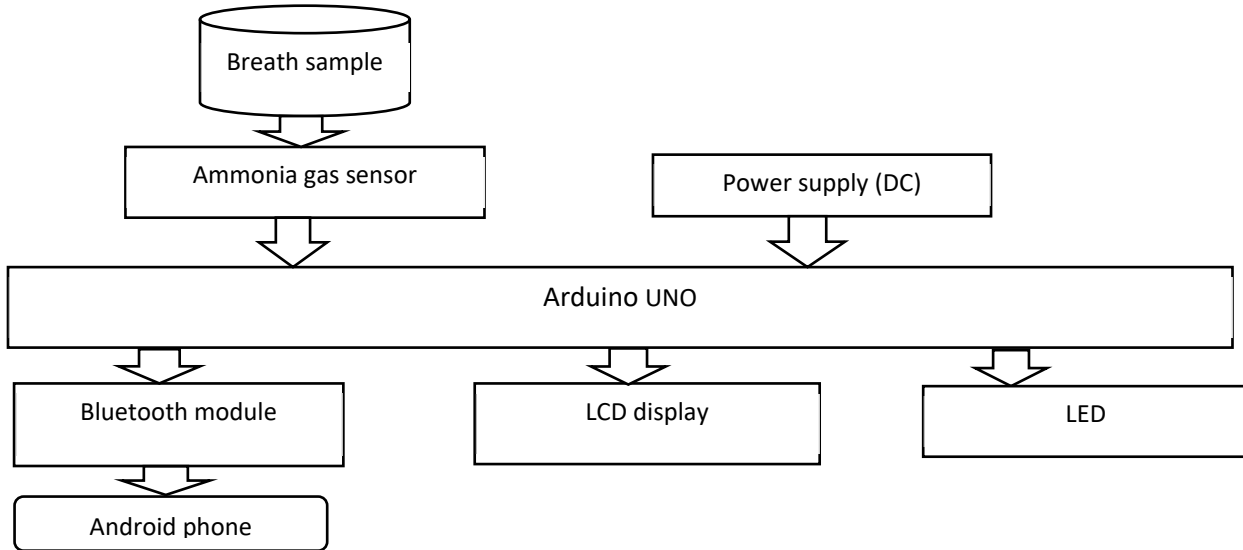 Breath sample
Ammonia gas sensor
Power supply (DC)
Arduino UNO
Bluetooth module
LCD display
LED
Android phone